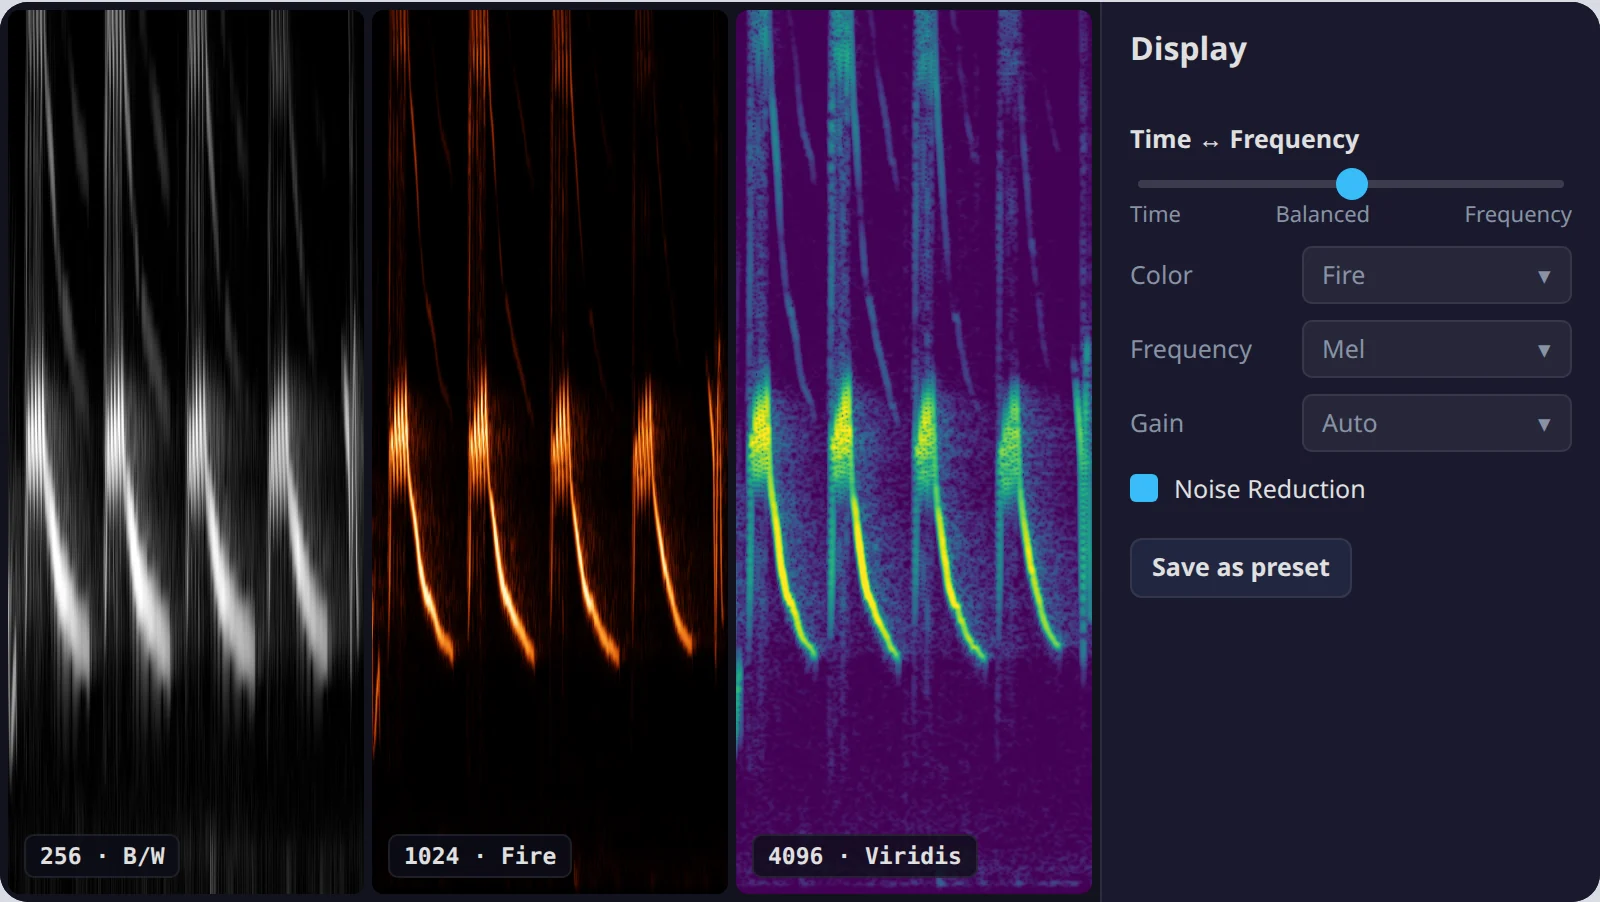 256 · B/W
1024 · Fire
4096 · Viridis
Display
Time ↔ Frequency
Time Balanced Frequency
Color Fire ▼
Frequency Mel ▼
Gain Auto ▼
Noise Reduction
Save as preset